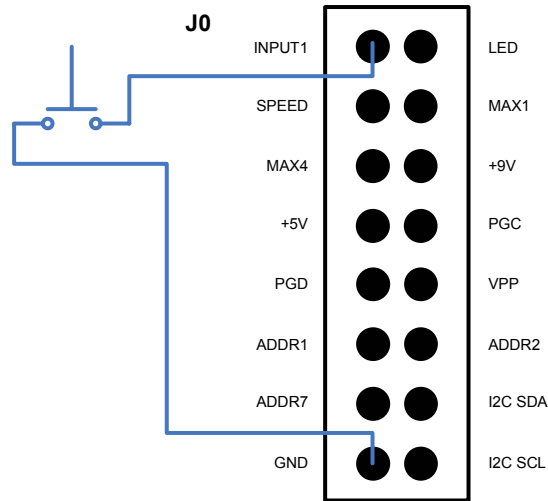 J0
INPUT1 LED
SPEED MAX1
MAX4 +9V
+5V PGC
PGD VPP
ADDR1 ADDR2
ADDR7 I2C SDA
GND I2C SCL